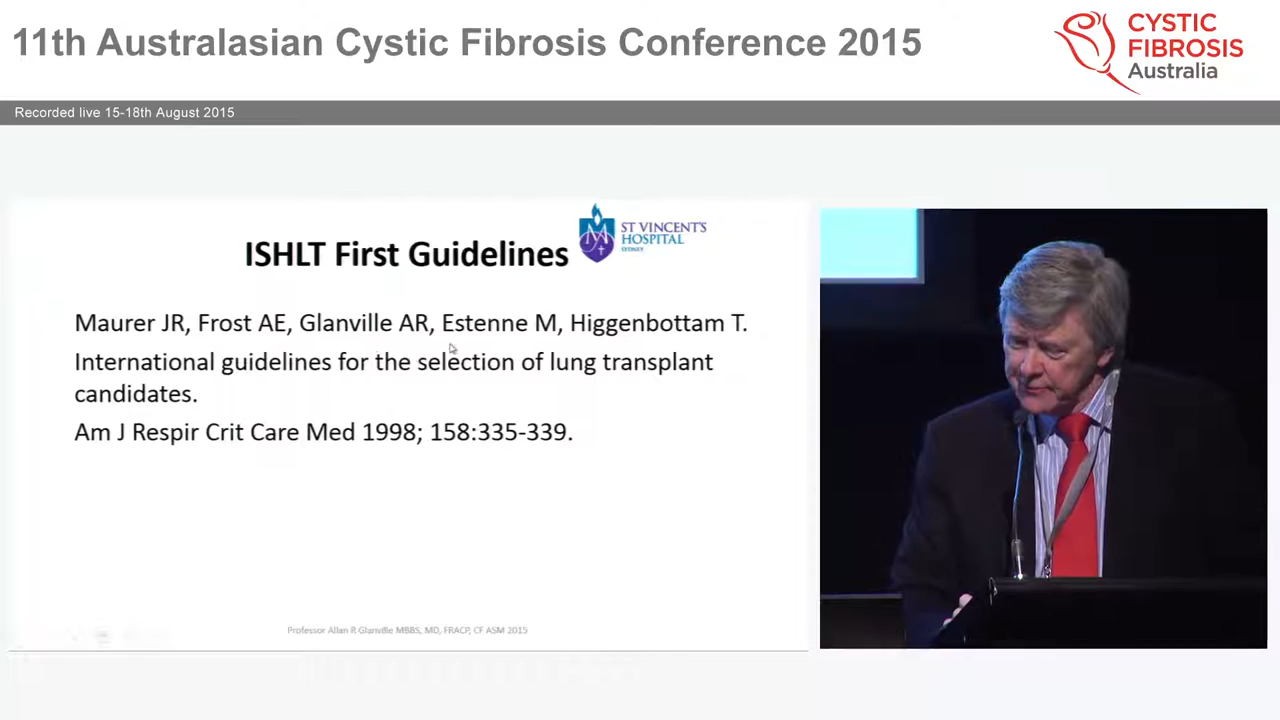 11th Australasian Cystic Fibrosis Conference 2015
CYSTIC
FIBROSIS
Australia
Recorded live 15-18th August 2015
ISHLT First Guidelines
ST VINCENT'S
HOSPITAL
SYDNEY
Maurer JR, Frost AE, Glanville AR, Estenne M, Higgenbottam T.
International guidelines for the selection of lung transplant
candidates.
Am J Respir Crit Care Med 1998; 158:335-339.
Professor Allan R Glanville MBBS, MD, FRACP, CF ASM 2015